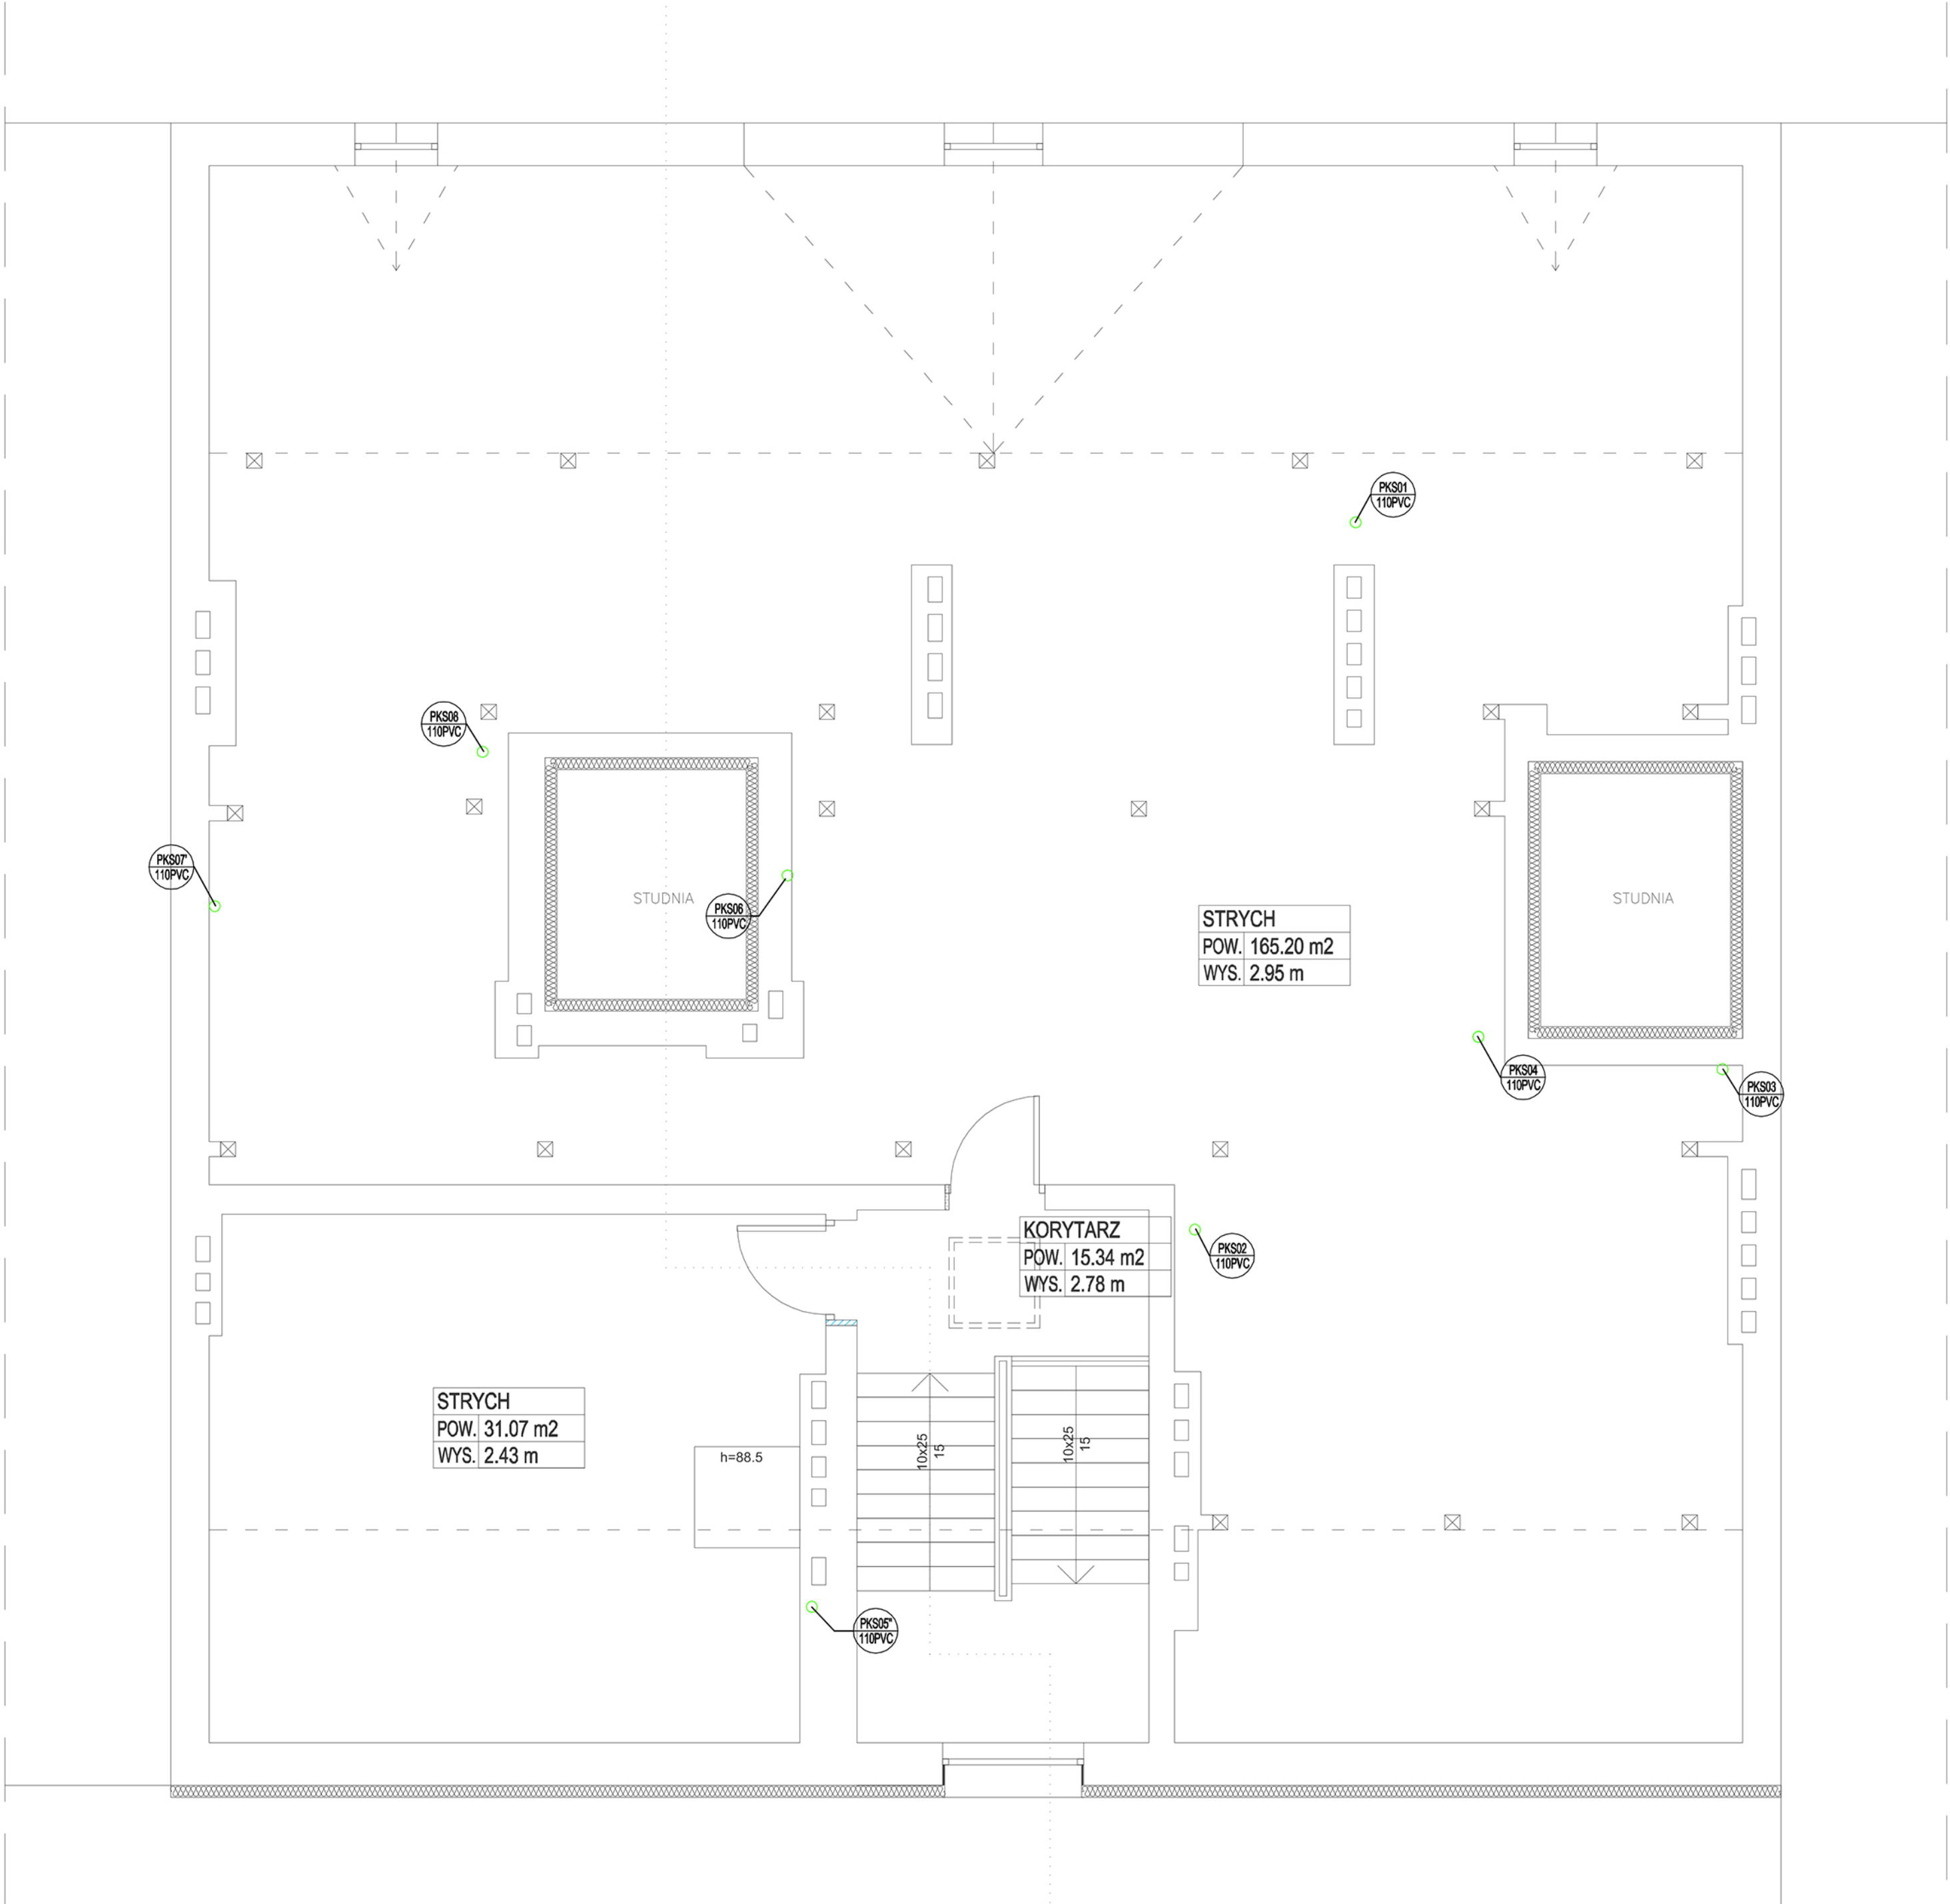 PKS01
110PVC
PKS08
110PVC
PKS07'
110PVC
STUDNIA
PKS06
110PVC
STRYCH
POW. 165.20 m2
WYS. 2.95 m
STUDNIA
PKS04
110PVC
PKS03
110PVC
KORYTARZ
POW. 15.34 m2
WYS. 2.78 m
PKS02
110PVC
STRYCH
POW. 31.07 m2
WYS. 2.43 m
h=88.5
10x25
15
10x25
15
PKS05"
110PVC